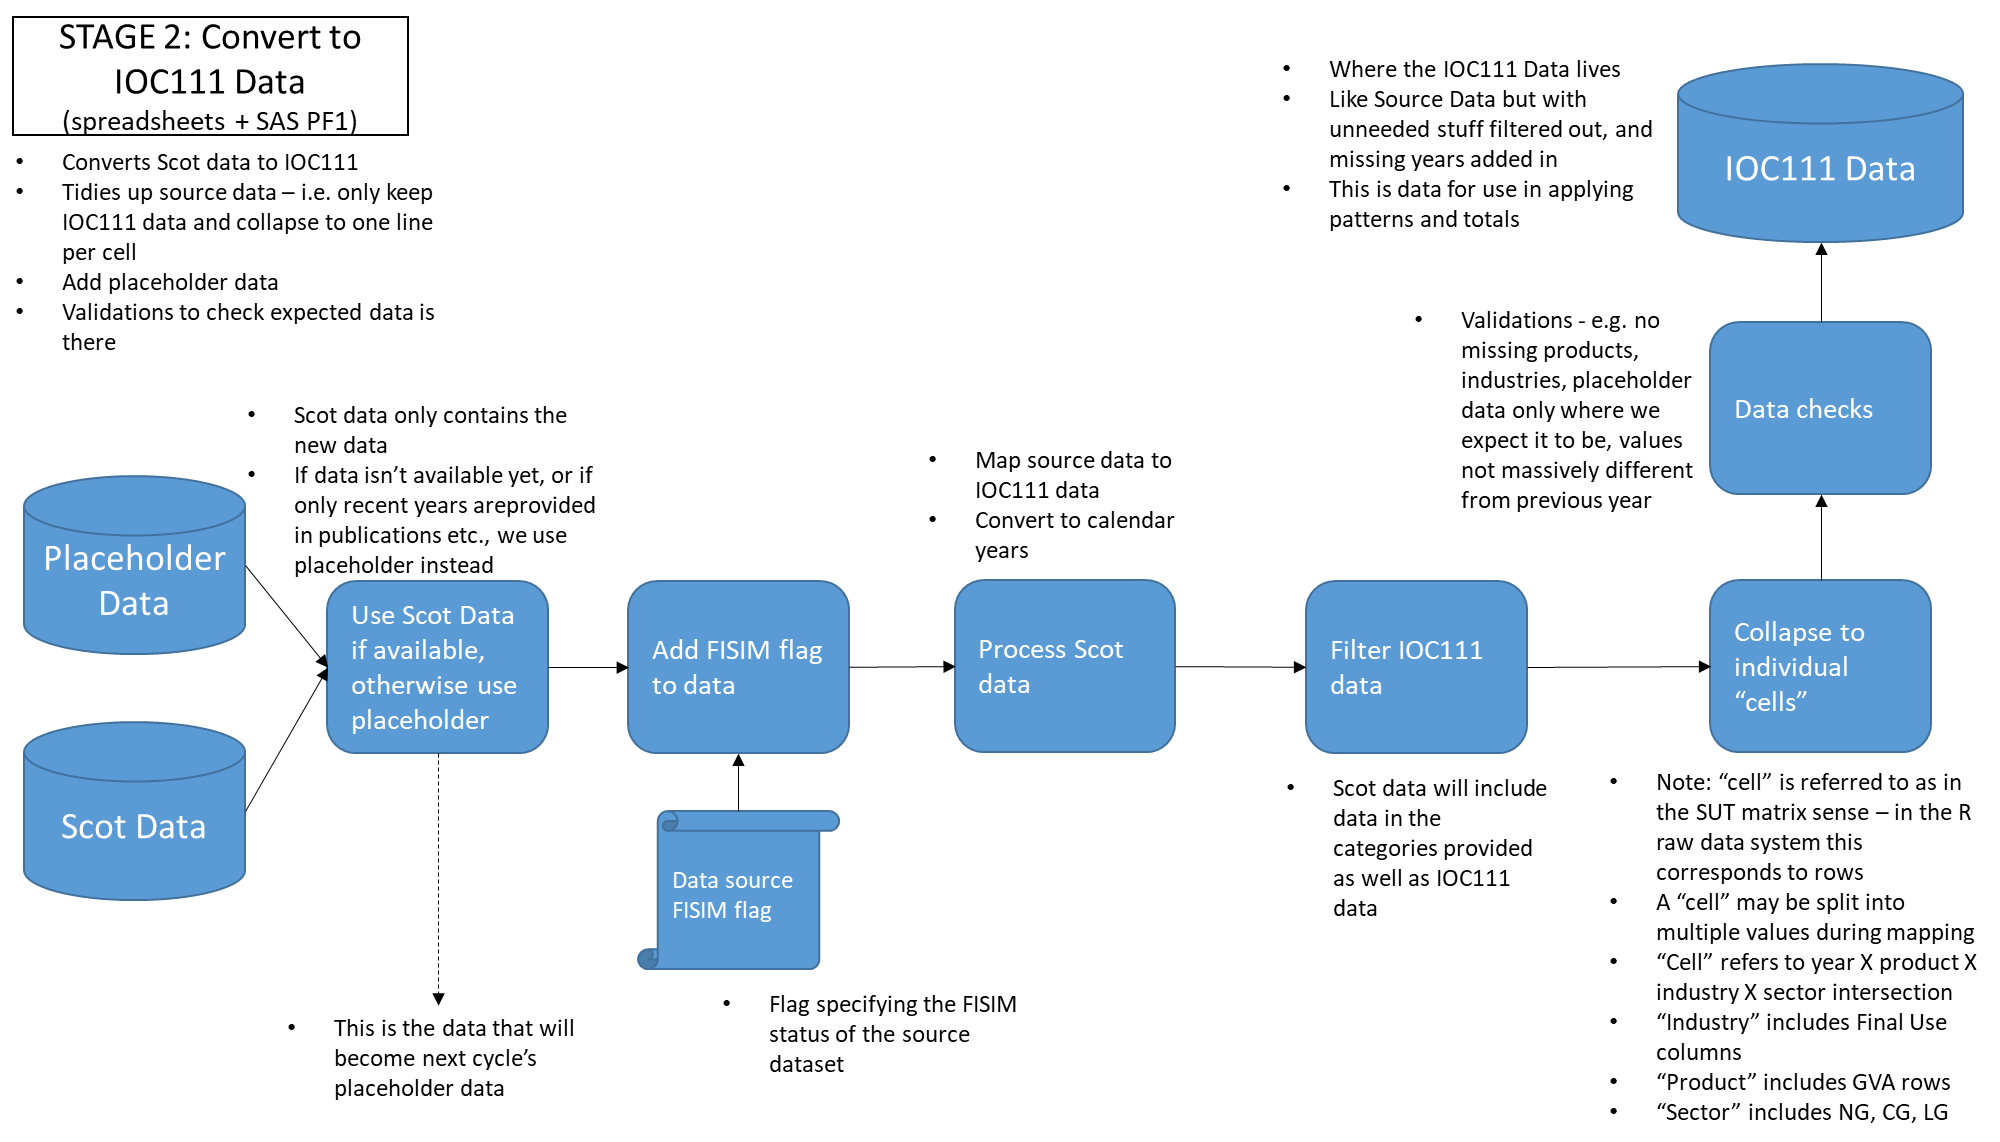 STAGE 2: Convert to
IOC111 Data
(spreadsheets + SAS PF1)
• Converts Scot data to IOC111
• Tidies up source data – i.e. only keep
IOC111 data and collapse to one line
per cell
• Add placeholder data
• Validations to check expected data is
there
• Where the IOC111 Data lives
• Like Source Data but with
unneeded stuff filtered out, and
missing years added in
• This is data for use in applying
patterns and totals
IOC111 Data
• Validations - e.g. no
missing products,
industries, placeholder
data only where we
expect it to be, values
not massively different
from previous year
Data checks
• Scot data only contains the
new data
• If data isn’t available yet, or if
only recent years areprovided
in publications etc., we use
placeholder instead
• Map source data to
IOC111 data
• Convert to calendar
years
Placeholder
Data
Scot Data
Use Scot Data
if available,
otherwise use
placeholder
Add FISIM flag
to data
Process Scot
data
Filter IOC111
data
Collapse to
individual
“cells”
Data source
FISIM flag
• This is the data that will
become next cycle’s
placeholder data
• Flag specifying the FISIM
status of the source
dataset
• Scot data will include
data in the
categories provided
as well as IOC111
data
• Note: “cell” is referred to as in
the SUT matrix sense – in the R
raw data system this
corresponds to rows
• A “cell” may be split into
multiple values during mapping
• “Cell” refers to year X product X
industry X sector intersection
• “Industry” includes Final Use
columns
• “Product” includes GVA rows
• “Sector” includes NG, CG, LG